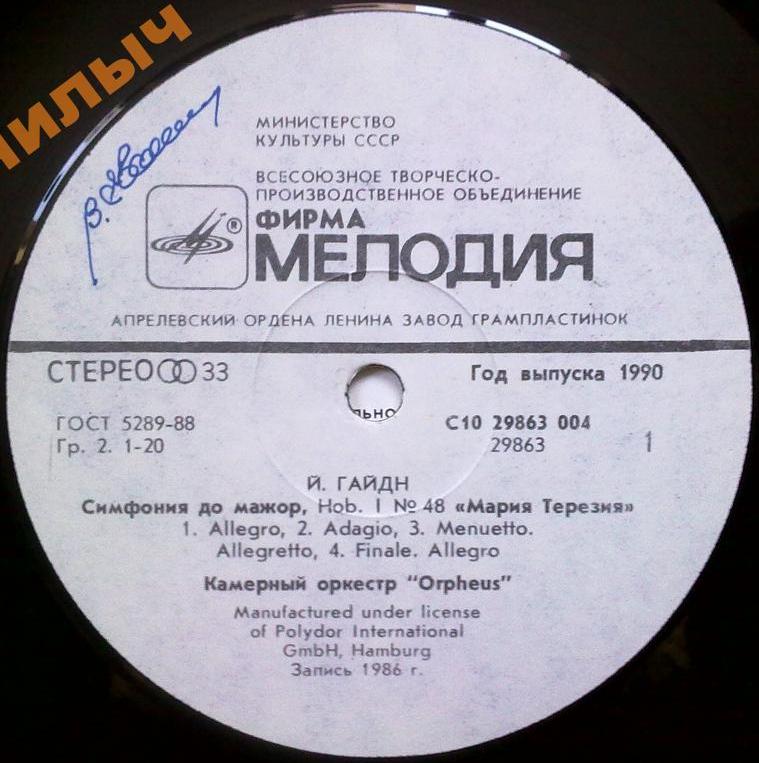 МИНИСТЕРСТВО
КУЛЬТУРЫ СССР
ВСЕСОЮЗНОЕ ТВОРЧЕСКО-
ПРОИЗВОДСТВЕННОЕ ОБЪЕДИНЕНИЕ
ФИРМА
®
МЕЛОДИЯ
АПРЕЛЕВСКИЙ ОРДЕНА ЛЕНИНА ЗАВОД ГРАМПЛАСТИНОК
СТЕРЕО 33
Год выпуска 1990
ГОСТ 5289-88
Гр. 2. 1-20
С10 29863 004
29863
1
Й. ГАЙДН
Симфония до мажор, Hob. I № 48 «Мария Терезия»
1. Allegro, 2. Adagio, 3. Menuetto.
Allegretto, 4. Finale. Allegro
Камерный оркестр "Orpheus"
Manufactured under license
of Polydor International
GmbH, Hamburg
Запись 1986 г.